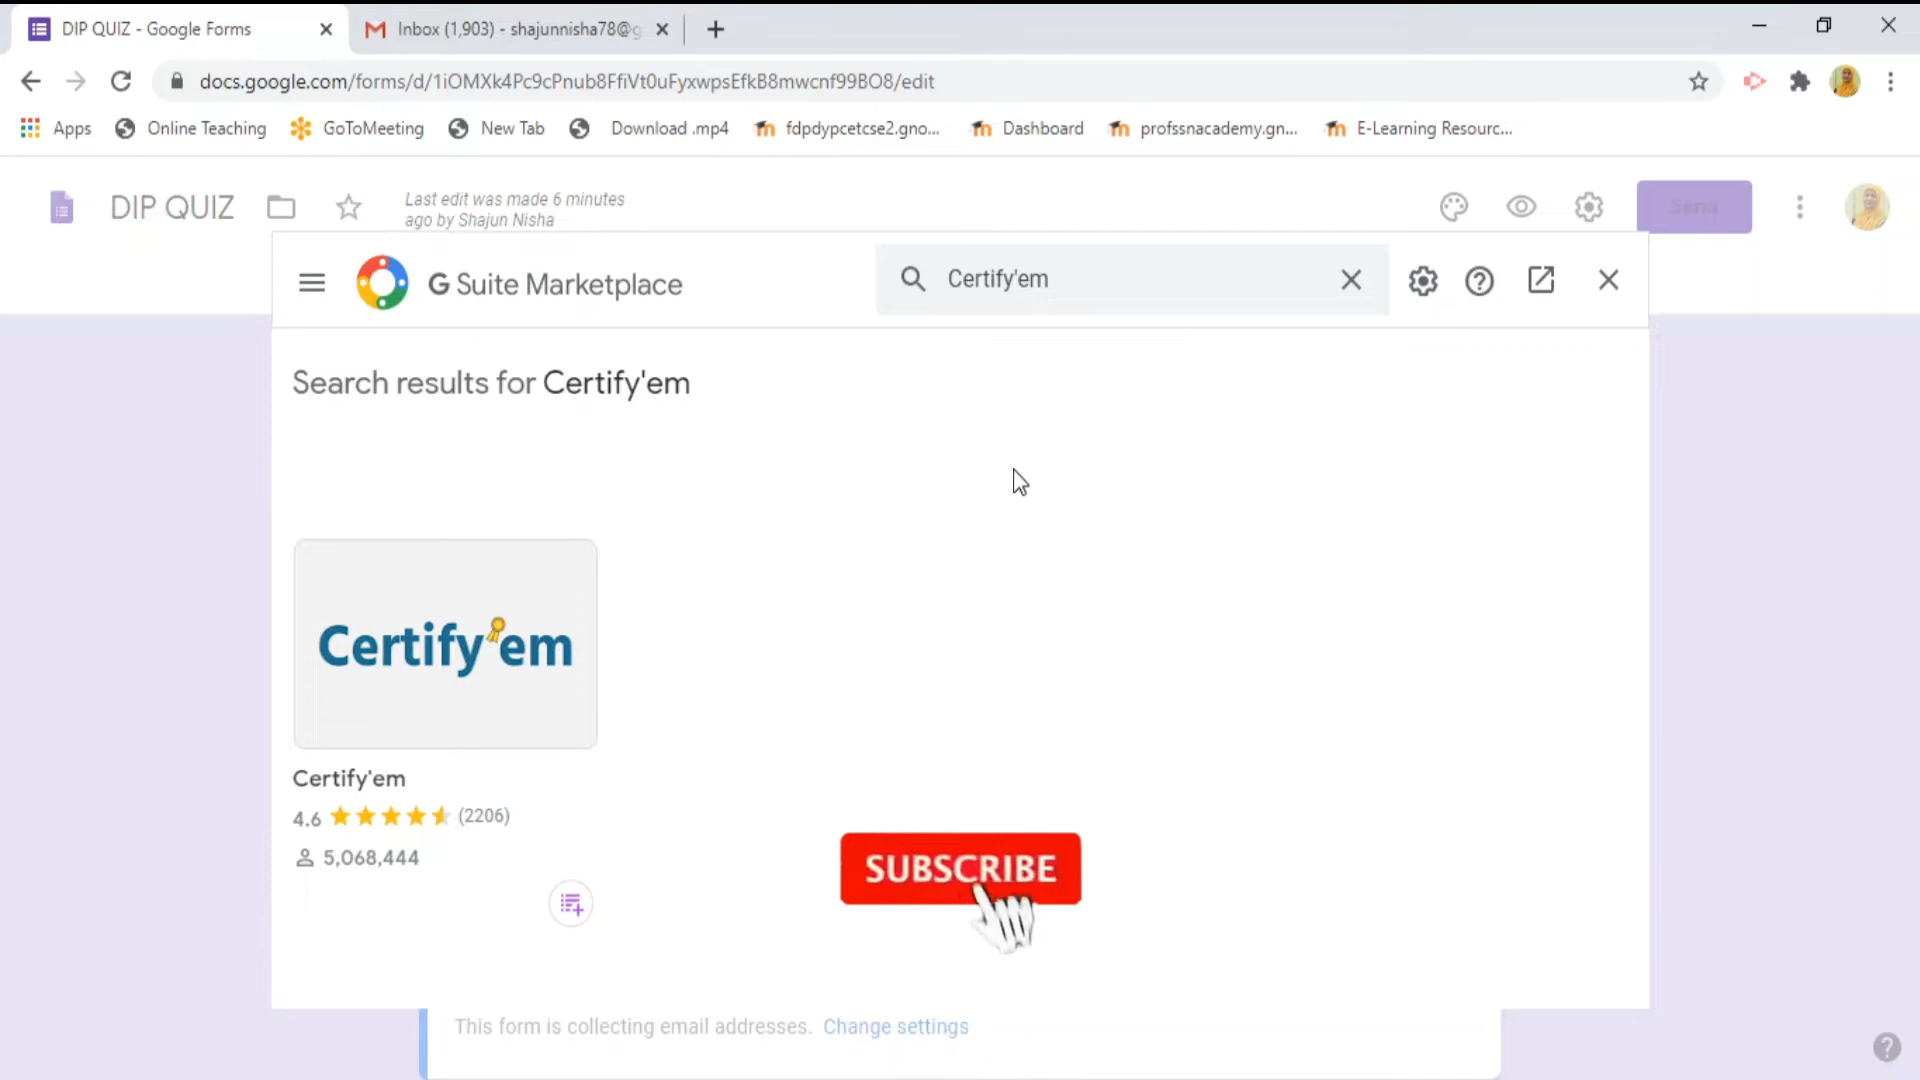 DIP QUIZ - Google Forms
Inbox (1,903) - shajunnisha78@g
docs.google.com/forms/d/1iOMXk4Pc9cPnub8FfiVt0uFyxwpsEfkB8mwcnf99BO8/edit
Apps Online Teaching GoToMeeting New Tab Download .mp4 fdpdypcetcse2.gno... Dashboard profssnacademy.gn... E-Learning Resourc...
DIP QUIZ
Last edit was made 6 minutes
ago by Shajun Nisha
Send
G Suite Marketplace
Certify'em
Search results for Certify'em
Certify'em
Certify'em
4.6 (2206)
5,068,444
SUBSCRIBE
This form is collecting email addresses. Change settings